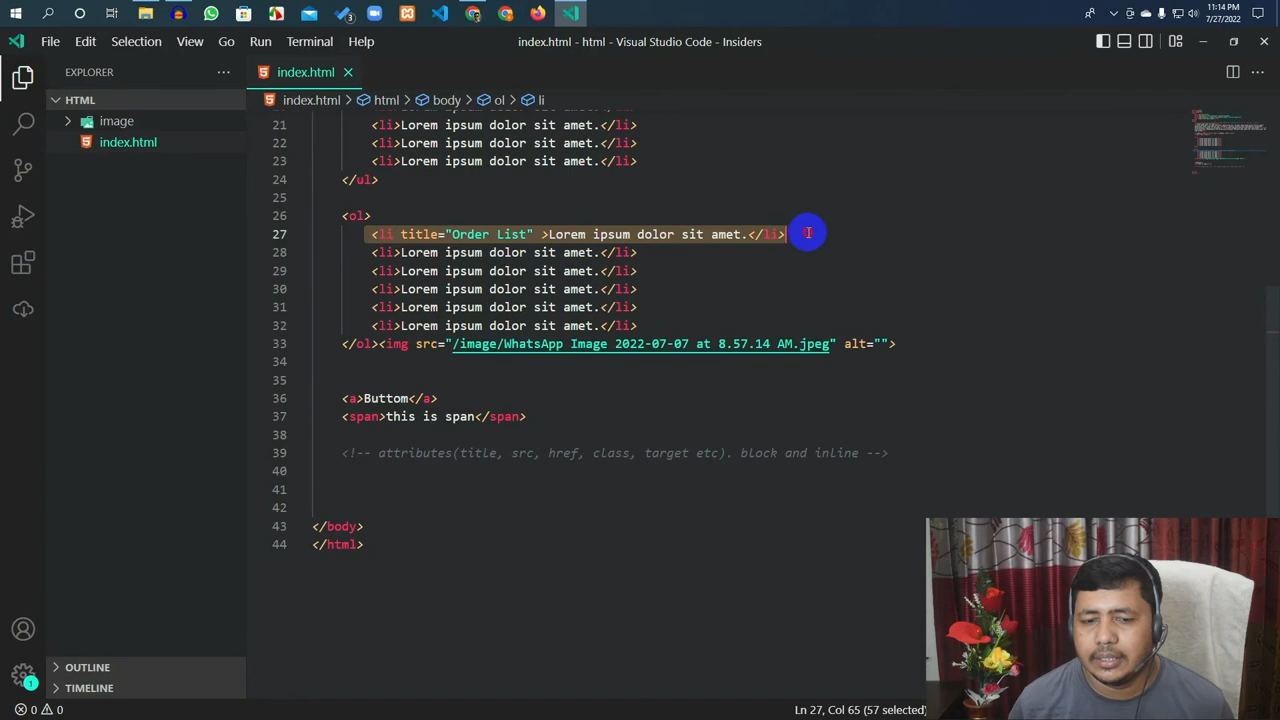 3
11:14 PM
7/27/2022
File Edit Selection View Go Run Terminal Help
index.html - html - Visual Studio Code - Insiders
EXPLORER
index.html
HTML
index.html > html > body > ol > li
image
index.html
21 <li>Lorem ipsum dolor sit amet.</li>
22 <li>Lorem ipsum dolor sit amet.</li>
23 <li>Lorem ipsum dolor sit amet.</li>
24 </ul>
25
26 <ol>
27 <li title="Order List" >Lorem ipsum dolor sit amet.</li>
28 <li>Lorem ipsum dolor sit amet.</li>
29 <li>Lorem ipsum dolor sit amet.</li>
30 <li>Lorem ipsum dolor sit amet.</li>
31 <li>Lorem ipsum dolor sit amet.</li>
32 <li>Lorem ipsum dolor sit amet.</li>
33 </ol><img src="/image/WhatsApp Image 2022-07-07 at 8.57.14 AM.jpeg" alt="">
34
35
36 <a>Buttom</a>
37 <span>this is span</span>
38
39 <!-- attributes(title, src, href, class, target etc). block and inline -->
40
41
42
43 </body>
44 </html>
OUTLINE
1
TIMELINE
0 0
Ln 27, Col 65 (57 selected)